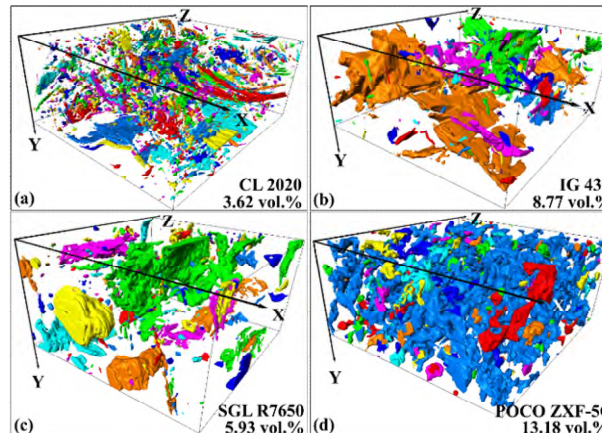 Z
X
Y
(a)
CL 2020
3.62 vol.%
Z
X
Y
(b)
IG 43
8.77 vol.%
Z
X
Y
(c)
SGL R7650
5.93 vol.%
Z
X
Y
(d)
POCO ZXF-5Q
13.18 vol.%